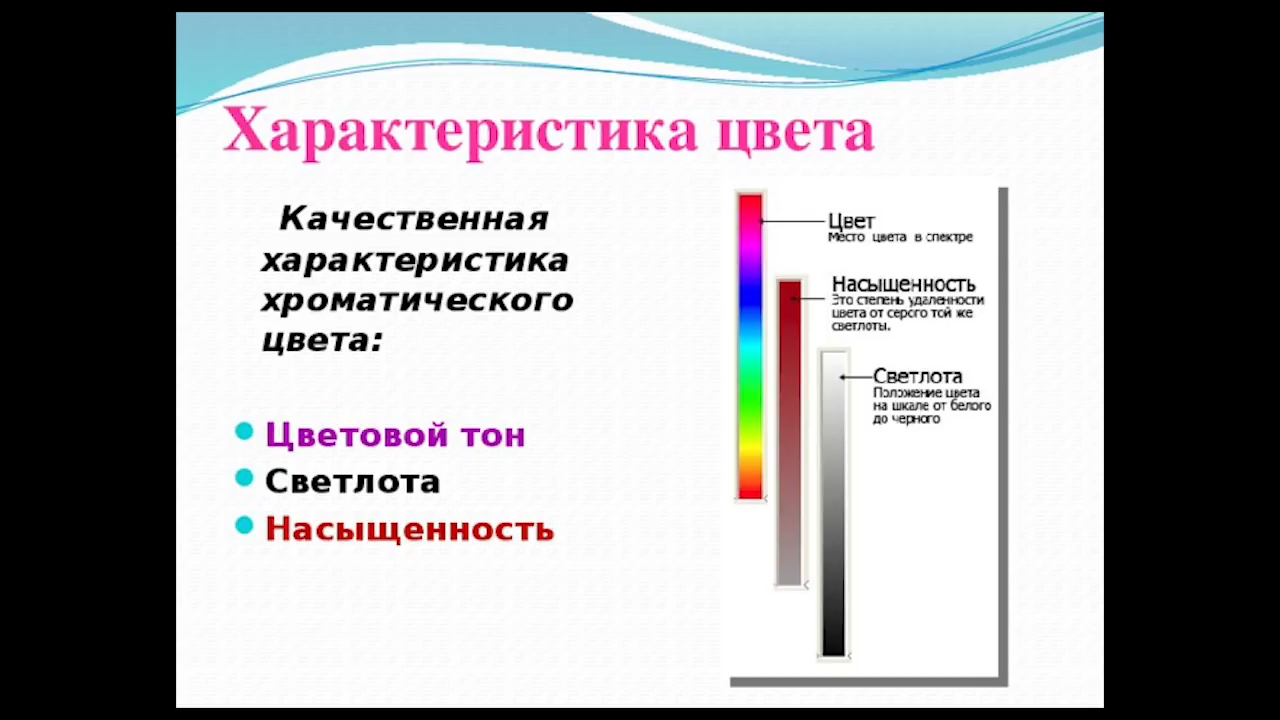 Характеристика цвета
Качественная
характеристика
хроматического
цвета:
Цветовой тон
Светлота
Насыщенность
Цвет
Место цвета в спектре
Насыщенность
Это степень удаленности
цвета от серого той же
светлоты.
Светлота
Положение цвета
на шкале от белого
до черного